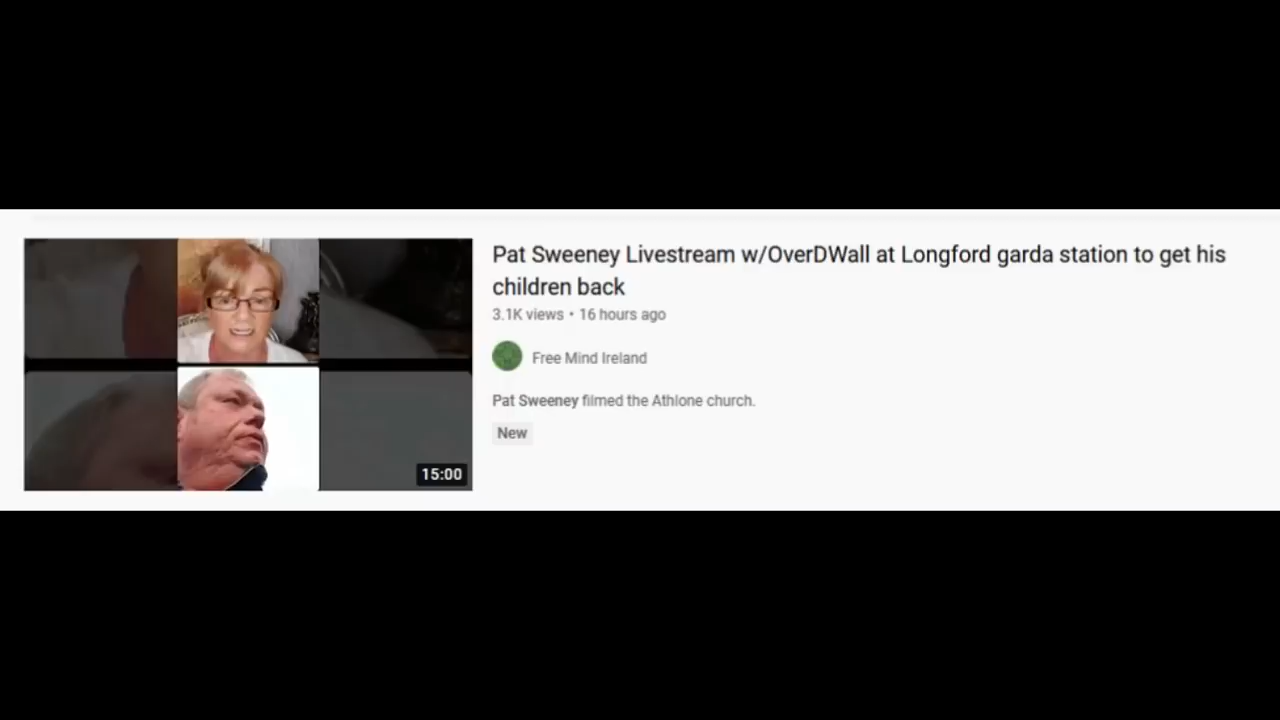 Pat Sweeney Livestream w/OverDWall at Longford garda station to get his
children back
3.1K views • 16 hours ago
Free Mind Ireland
Pat Sweeney filmed the Athlone church.
New
15:00